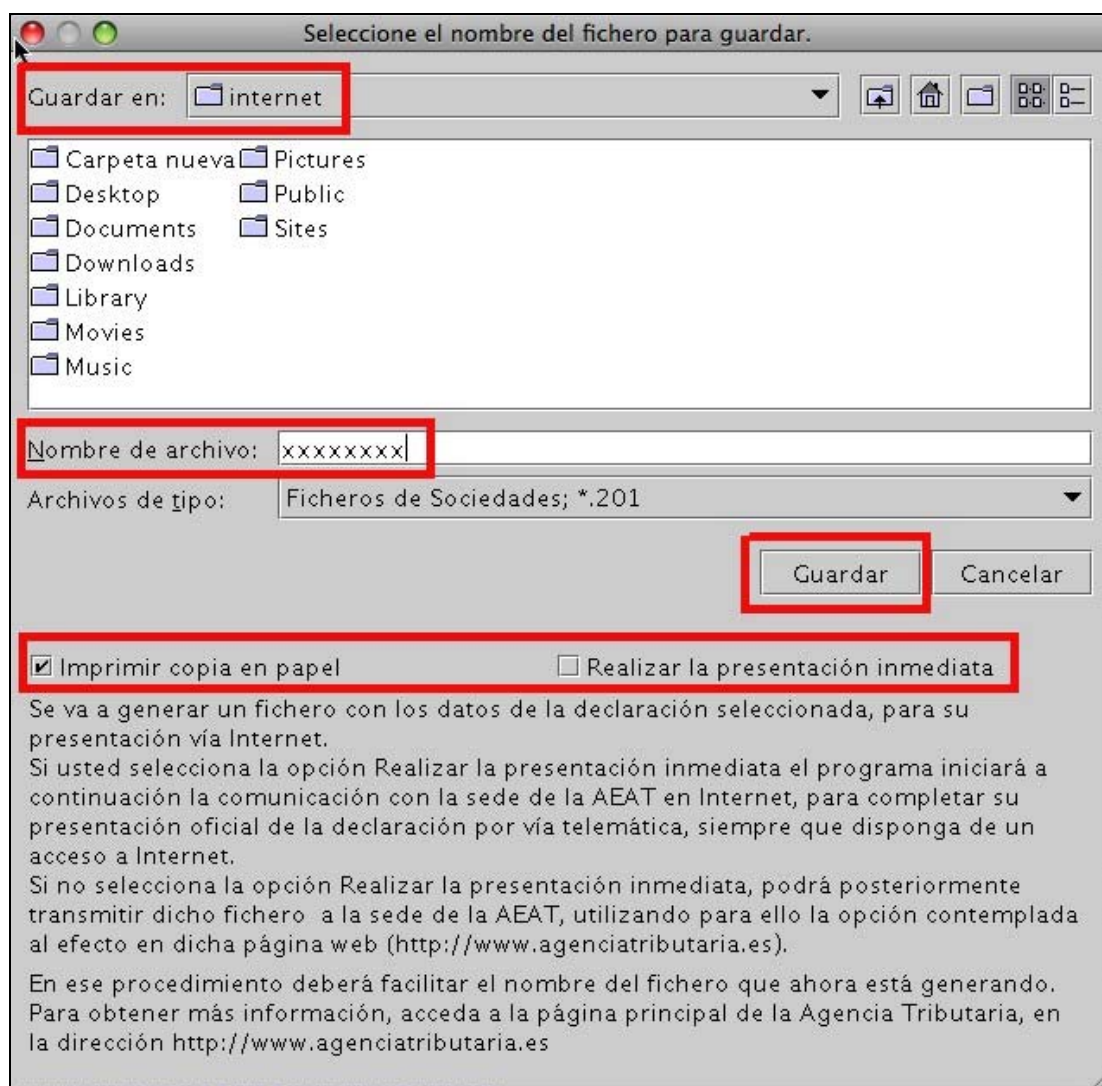 Seleccione el nombre del fichero para guardar.
Guardar en: internet
Carpeta nueva Pictures
Desktop Public
Documents Sites
Downloads
Library
Movies
Music
Nombre de archivo: xxxxxxxx
Archivos de tipo: Ficheros de Sociedades; *.201
Guardar Cancelar
Imprimir copia en papel Realizar la presentación inmediata
Se va a generar un fichero con los datos de la declaración seleccionada, para su
presentación vía Internet.
Si usted selecciona la opción Realizar la presentación inmediata el programa iniciará a
continuación la comunicación con la sede de la AEAT en Internet, para completar su
presentación oficial de la declaración por vía telemática, siempre que disponga de un
acceso a Internet.
Si no selecciona la opción Realizar la presentación inmediata, podrá posteriormente
transmitir dicho fichero a la sede de la AEAT, utilizando para ello la opción contemplada
al efecto en dicha página web (http://www.agenciatributaria.es).
En ese procedimiento deberá facilitar el nombre del fichero que ahora está generando.
Para obtener más información, acceda a la página principal de la Agencia Tributaria, en
la dirección http://www.agenciatributaria.es